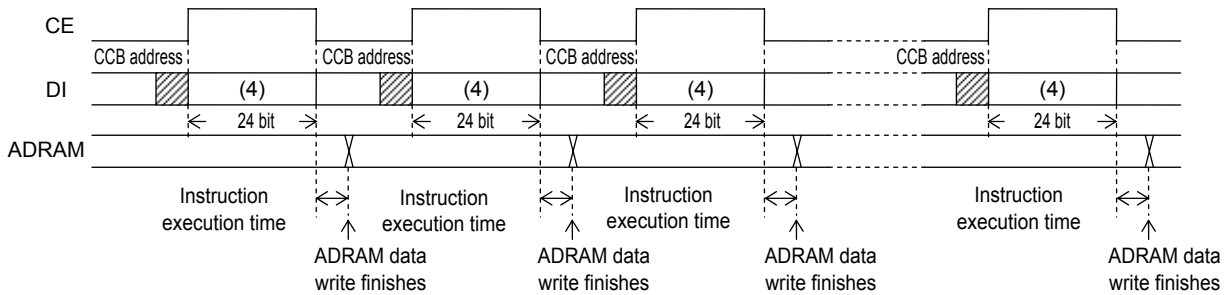 CE
CCB address CCB address CCB address CCB address
DI (4) (4) (4) (4)
24 bit 24 bit 24 bit 24 bit
ADRAM
Instruction Instruction Instruction Instruction
execution time execution time execution time execution time
ADRAM data ADRAM data ADRAM data ADRAM data
write finishes write finishes write finishes write finishes